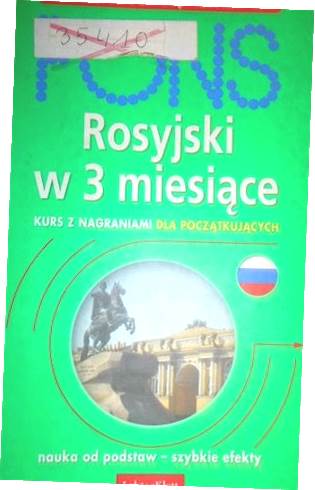 35410
PONS
Rosyjski
w 3 miesiące
KURS Z NAGRANIAMI DLA POCZĄTKUJĄCYCH
nauka od podstaw – szybkie efekty